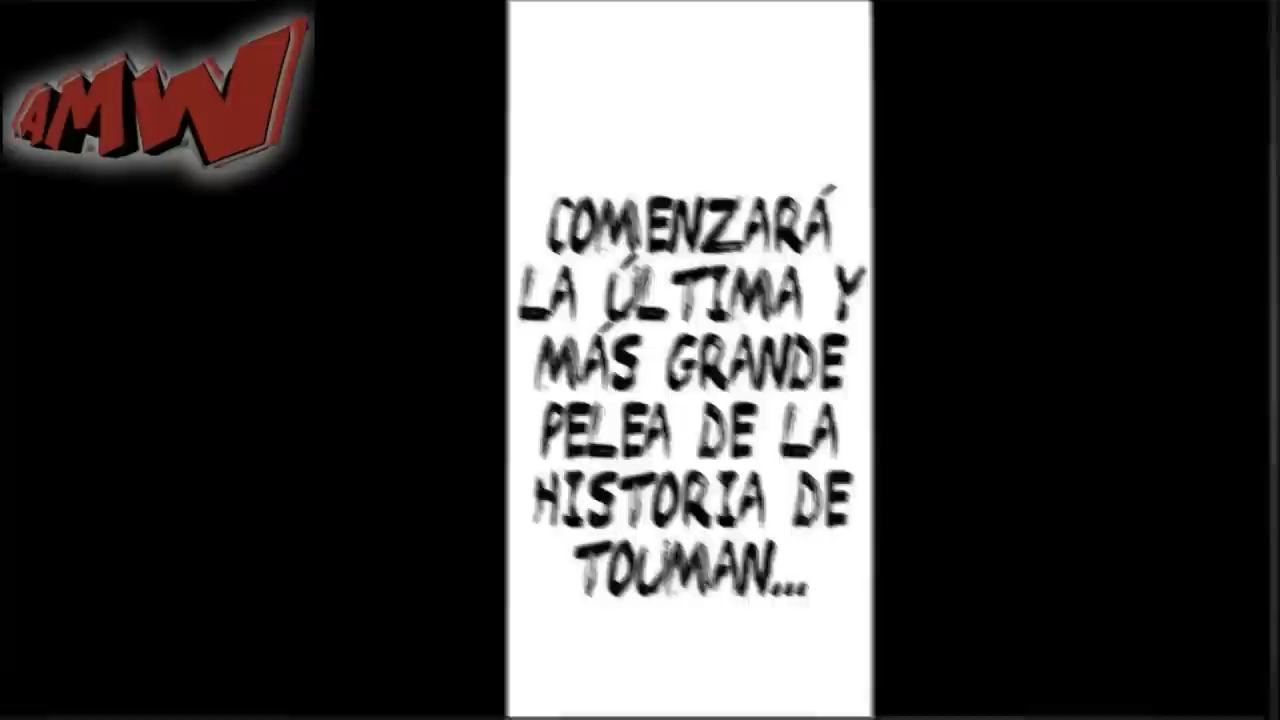 AMW
COMENZARÁ
LA ÚLTIMA Y
MÁS GRANDE
PELEA DE LA
HISTORIA DE
TOUMAN...